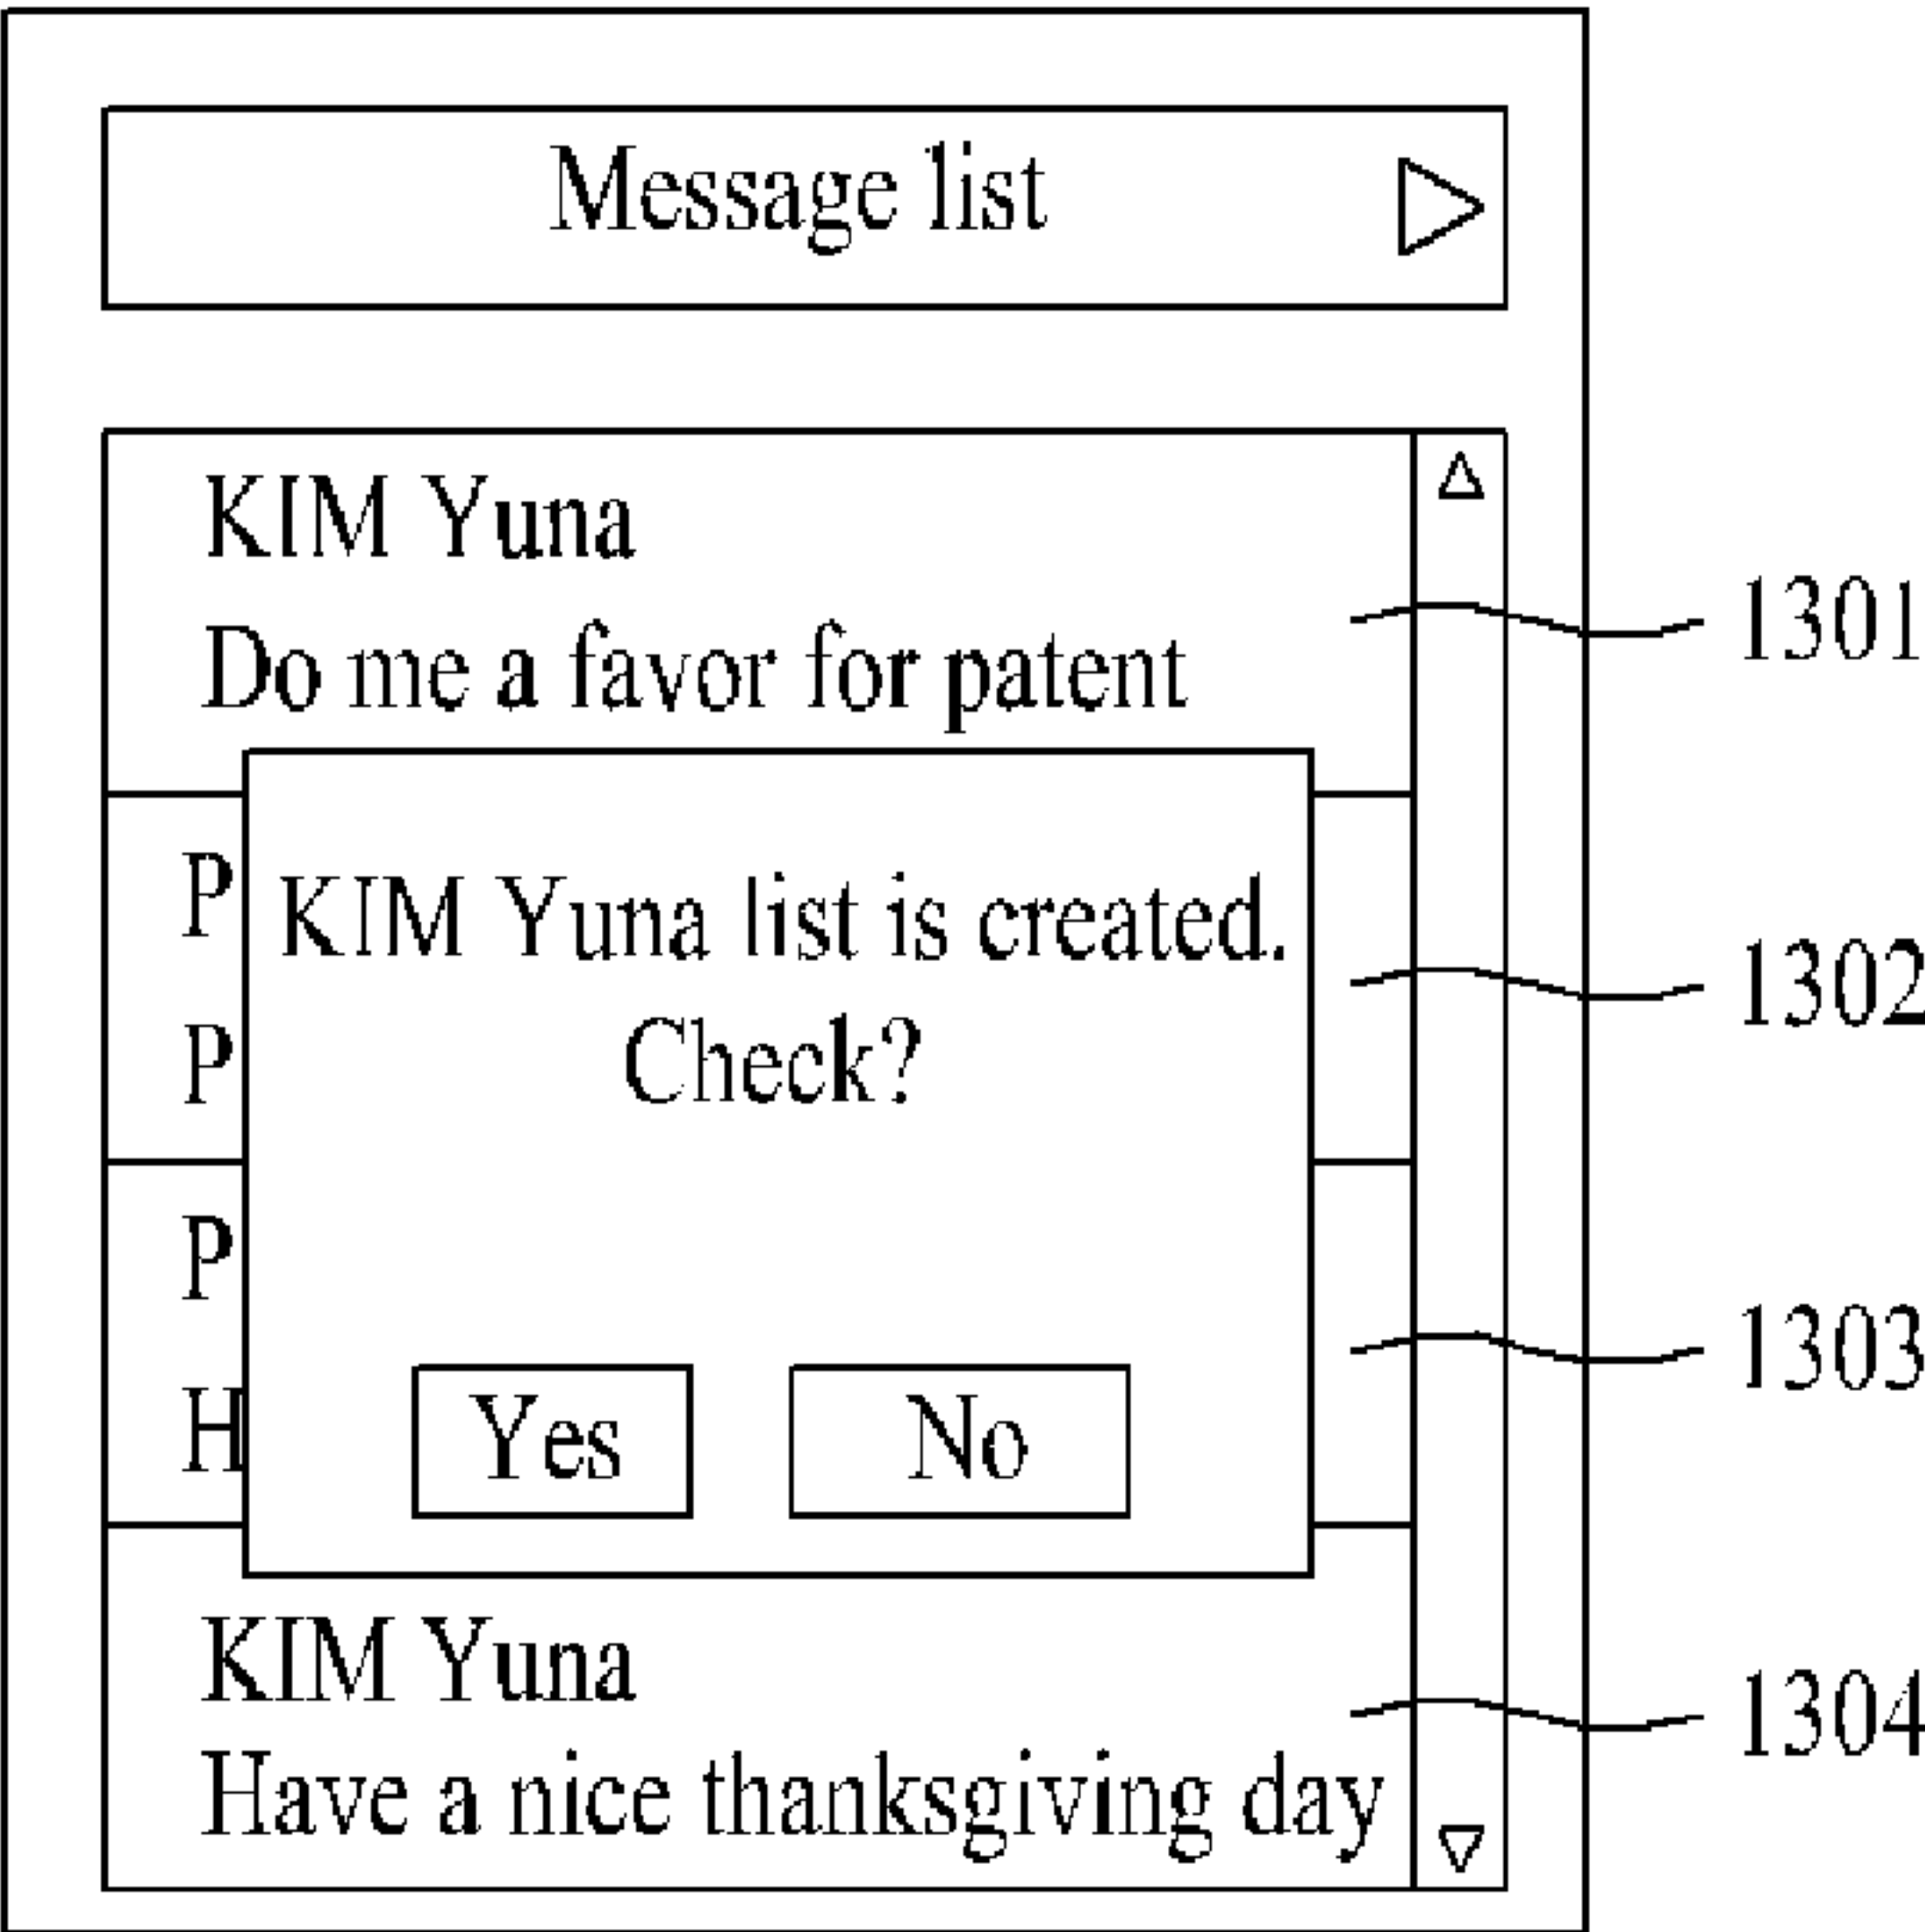 Message list
KIM Yuna
Do me a favor for patent
1301
P
KIM Yuna list is created.
1302
P
Check?
P
1303
H
Yes No
KIM Yuna
1304
Have a nice thanksgiving day